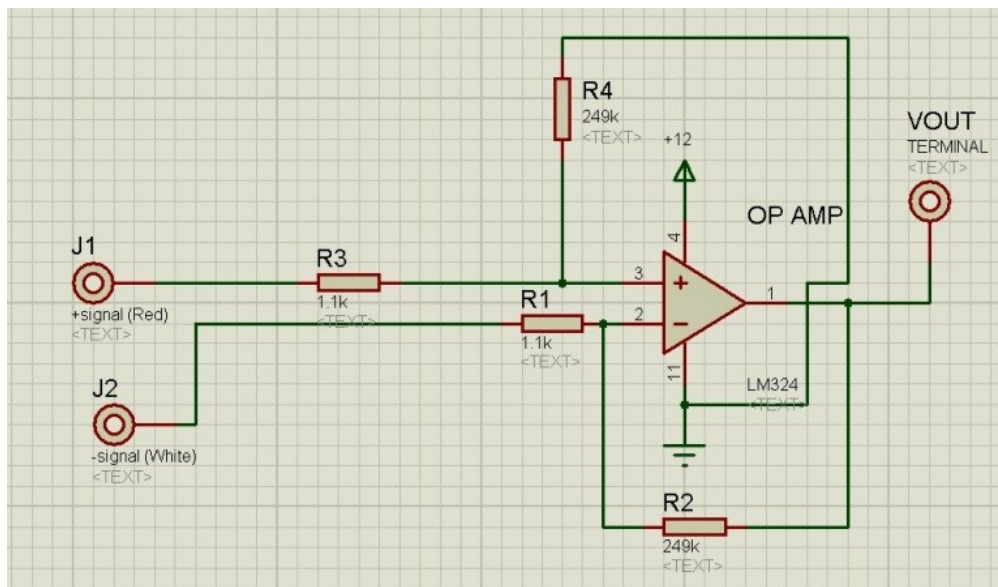 R4
249k
<TEXT>
+12
VOUT
TERMINAL
<TEXT>
OP AMP
4
J1
+signal (Red)
<TEXT>
R3
1.1k
<TEXT>
3
1
R1
1.1k
<TEXT>
2
11
LM324
<TEXT>
J2
-signal (White)
<TEXT>
R2
249k
<TEXT>